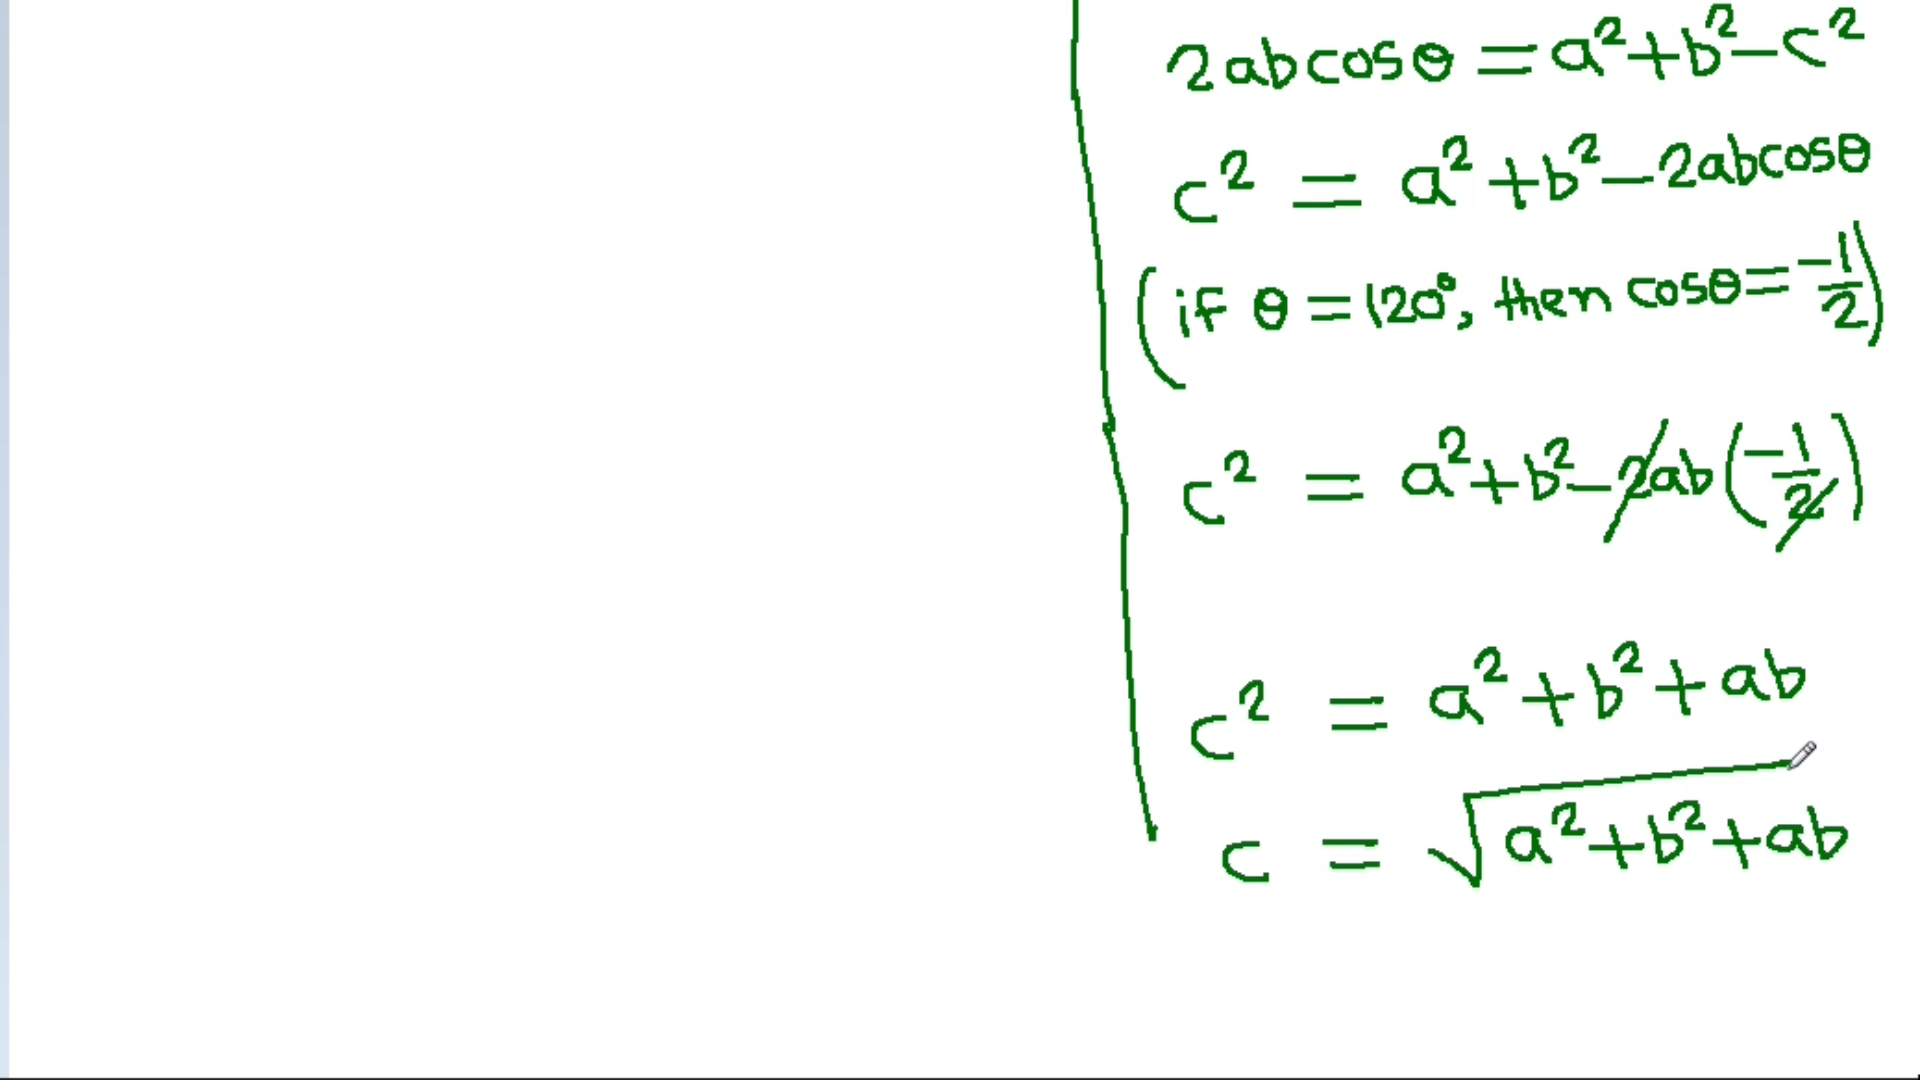 2abcosθ = a²+b²-c²
c² = a²+b²-2abcosθ
(if θ=120°, then cosθ=-1/2)
c² = a²+b²-2ab(-1/2)
c² = a²+b²+ab
c = √a²+b²+ab